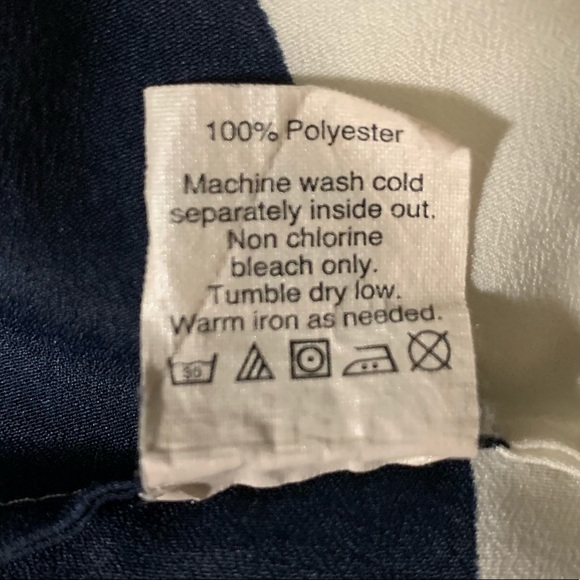 100% Polyester
Machine wash cold
separately inside out.
Non chlorine
bleach only.
Tumble dry low.
Warm iron as needed.
30